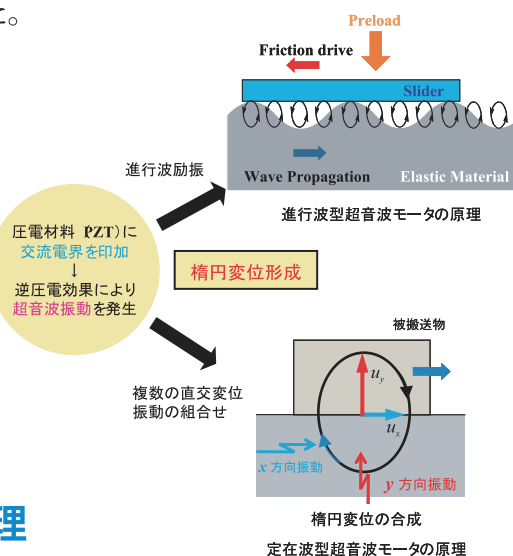 た。
Preload
Friction drive
Slider
Wave Propagation
Elastic Material
進行波励振
進行波型超音波モータの原理
圧電材料 PZT)に
交流電界を印加
↓
逆圧電効果により
超音波振動を発生
楕円変位形成
被搬送物
複数の直交変位
振動の組合せ
uy
ux
x 方向振動
y 方向振動
楕円変位の合成
理
定在波型超音波モータの原理